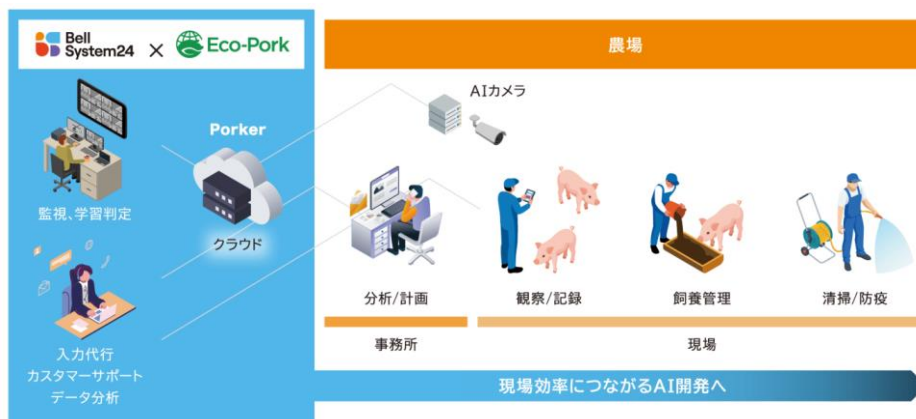 Bell
System24 × Eco-Pork
農場
AIカメラ
Porker
監視、学習判定
クラウド
分析/計画
観察/記録
飼養管理
清掃/防疫
事務所
現場
入力代行
カスタマーサポート
データ分析
現場効率につながるAI開発へ